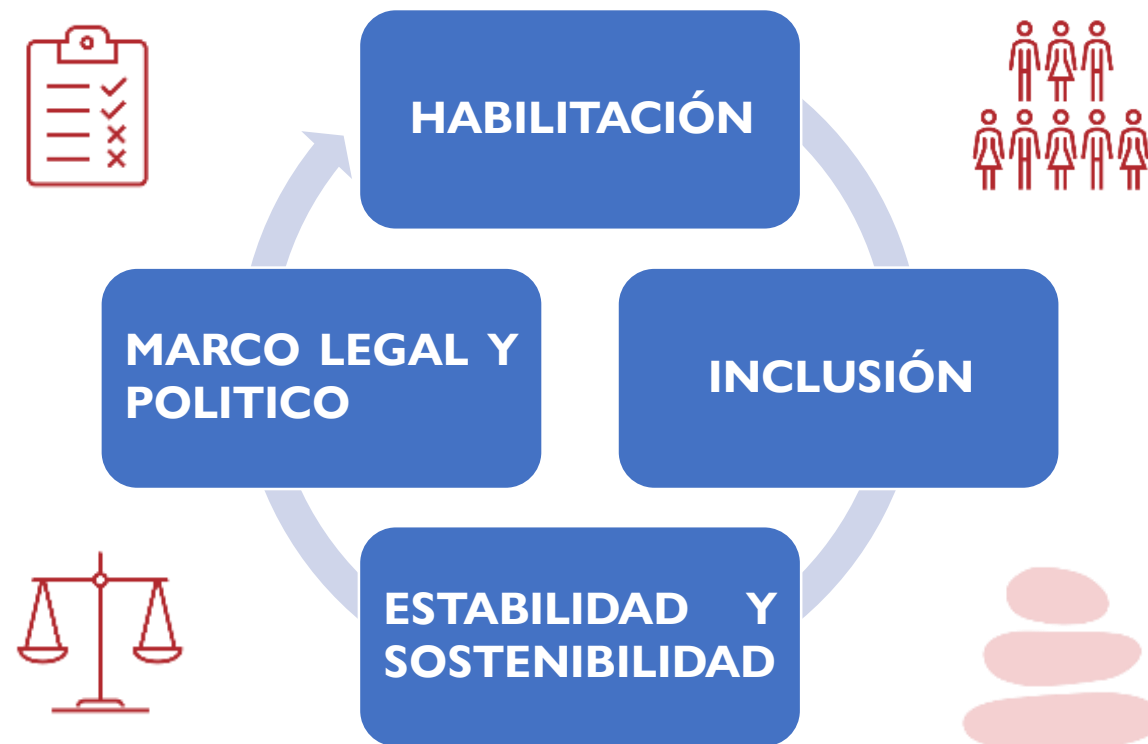 HABILITACIÓN
MARCO LEGAL Y
POLITICO
INCLUSIÓN
ESTABILIDAD Y
SOSTENIBILIDAD